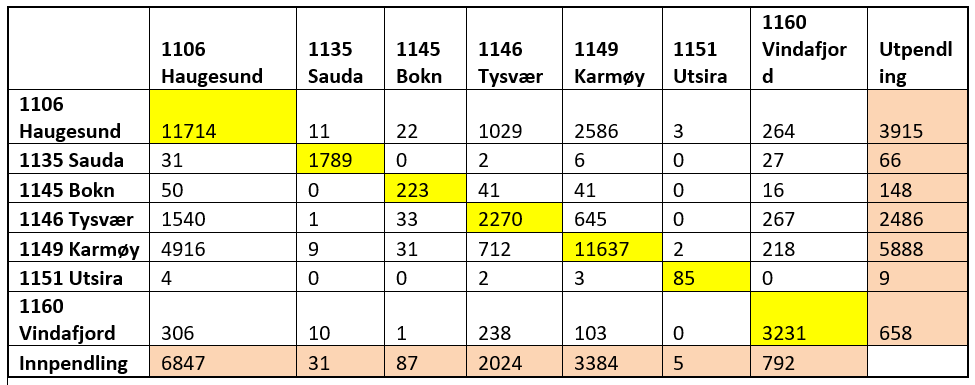 1106 Haugesund 1135 Sauda 1145 Bokn 1146 Tysvær 1149 Karmøy 1151 Utsira 1160 Vindafjord Utpendling
1106 Haugesund 11714 11 22 1029 2586 3 264 3915
1135 Sauda 31 1789 0 2 6 0 27 66
1145 Bokn 50 0 223 41 41 0 16 148
1146 Tysvær 1540 1 33 2270 645 0 267 2486
1149 Karmøy 4916 9 31 712 11637 2 218 5888
1151 Utsira 4 0 0 2 3 85 0 9
1160 Vindafjord 306 10 1 238 103 0 3231 658
Innpendling 6847 31 87 2024 3384 5 792